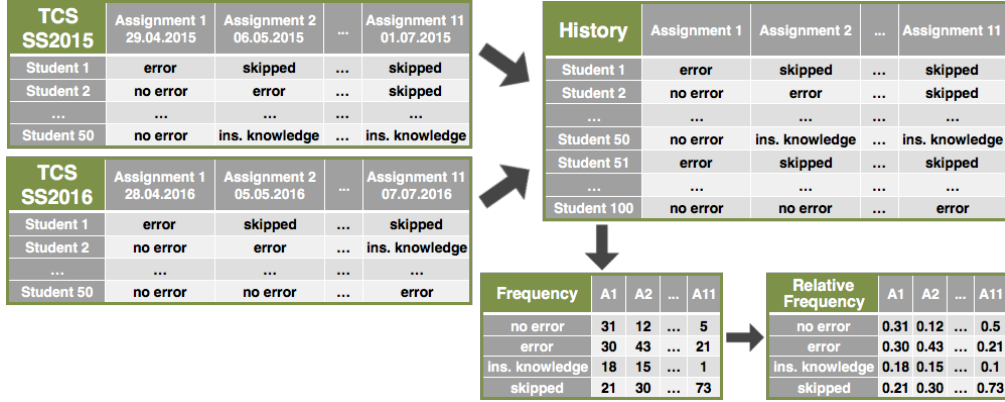 TCS SS2015 Assignment 1 29.04.2015 Assignment 2 06.05.2015 ... Assignment 11 01.07.2015
Student 1 error skipped ... skipped
Student 2 no error error ... skipped
... ... ... ... ...
Student 50 no error ins. knowledge ... ins. knowledge
TCS SS2016 Assignment 1 28.04.2016 Assignment 2 05.05.2016 ... Assignment 11 07.07.2016
Student 1 error skipped ... skipped
Student 2 no error error ... ins. knowledge
... ... ... ... ...
Student 50 no error no error ... error
History Assignment 1 Assignment 2 ... Assignment 11
Student 1 error skipped ... skipped
Student 2 no error error ... skipped
... ... ... ... ...
Student 50 no error ins. knowledge ... ins. knowledge
Student 51 error skipped ... skipped
... ... ... ... ...
Student 100 no error no error ... error
Frequency A1 A2 ... A11
no error 31 12 ... 5
error 30 43 ... 21
ins. knowledge 18 15 ... 1
skipped 21 30 ... 73
Relative Frequency A1 A2 ... A11
no error 0.31 0.12 ... 0.5
error 0.30 0.43 ... 0.21
ins. knowledge 0.18 0.15 ... 0.1
skipped 0.21 0.30 ... 0.73